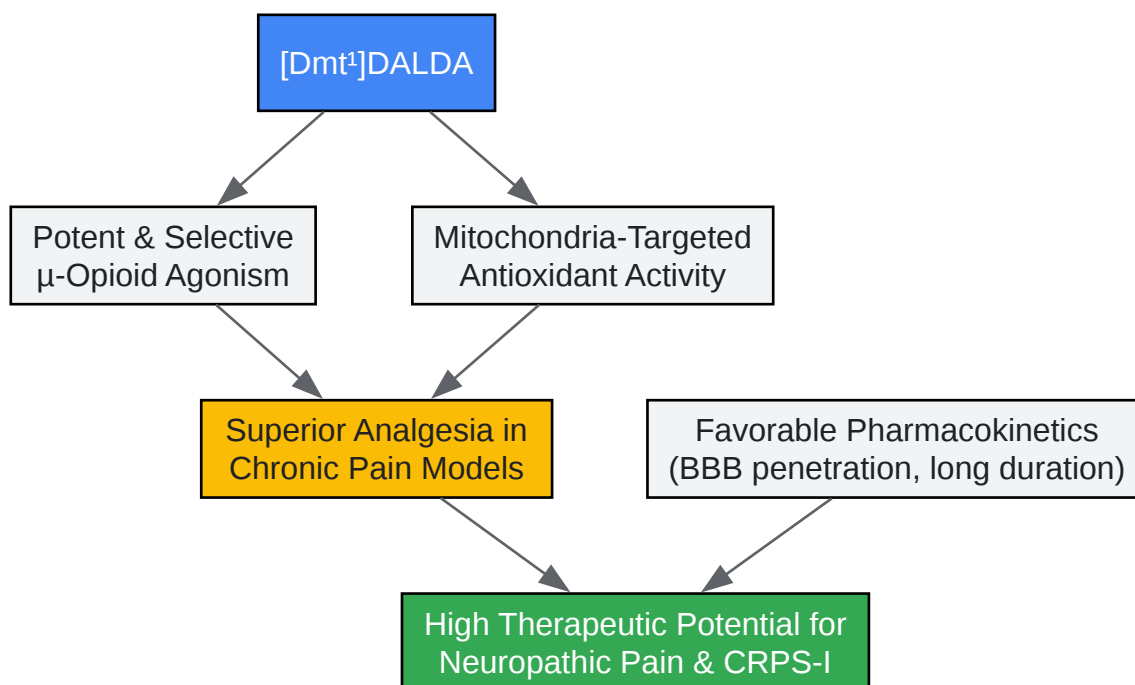 [Dmt¹]DALDA
Potent & Selective
µ-Opioid Agonism
Mitochondria-Targeted
Antioxidant Activity
Superior Analgesia in
Chronic Pain Models
Favorable Pharmacokinetics
(BBB penetration, long duration)
High Therapeutic Potential for
Neuropathic Pain & CRPS-I